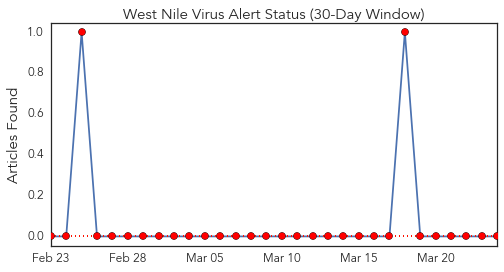 West Nile Virus Alert Status (30-Day Window)
Articles Found
1.0
0.8
0.6
0.4
0.2
0.0
Feb 23 Feb 28 Mar 05 Mar 10 Mar 15 Mar 20